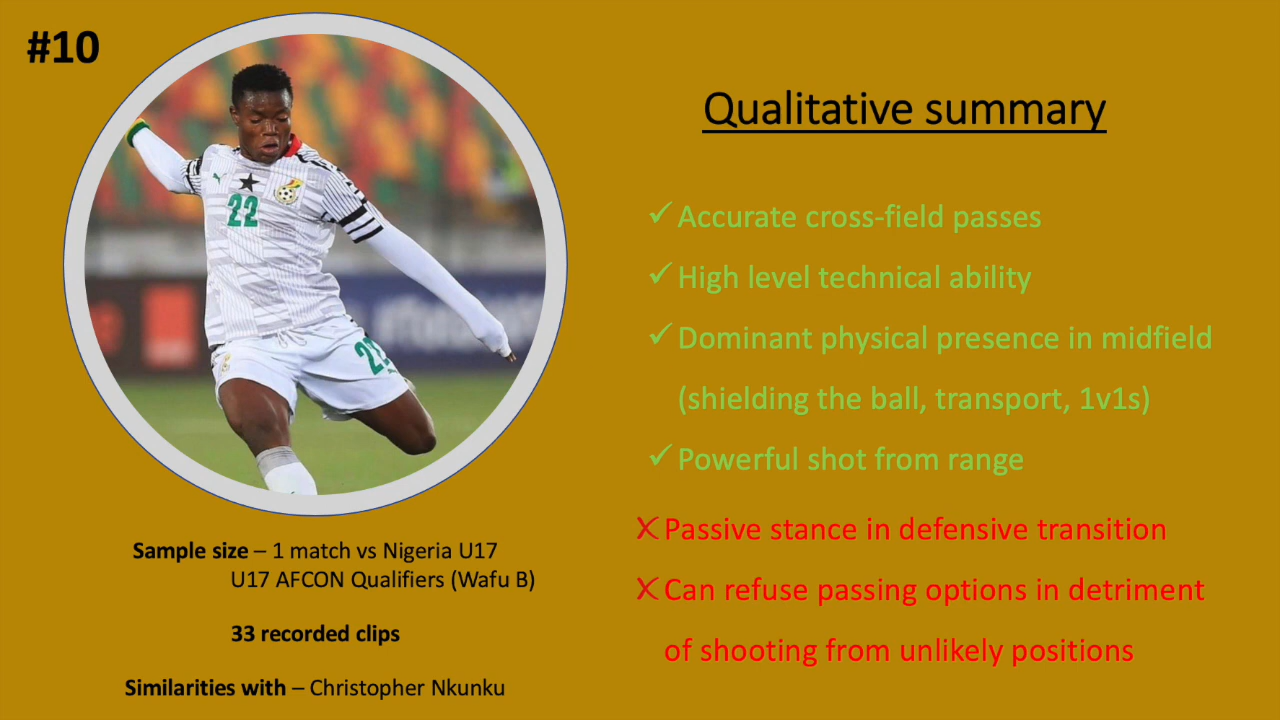 #10
22
22
Sample size – 1 match vs Nigeria U17
U17 AFCON Qualifiers (Wafu B)
33 recorded clips
Similarities with – Christopher Nkunku
Qualitative summary
✓ Accurate cross-field passes
✓ High level technical ability
✓ Dominant physical presence in midfield
(shielding the ball, transport, 1v1s)
✓ Powerful shot from range
X Passive stance in defensive transition
X Can refuse passing options in detriment
of shooting from unlikely positions